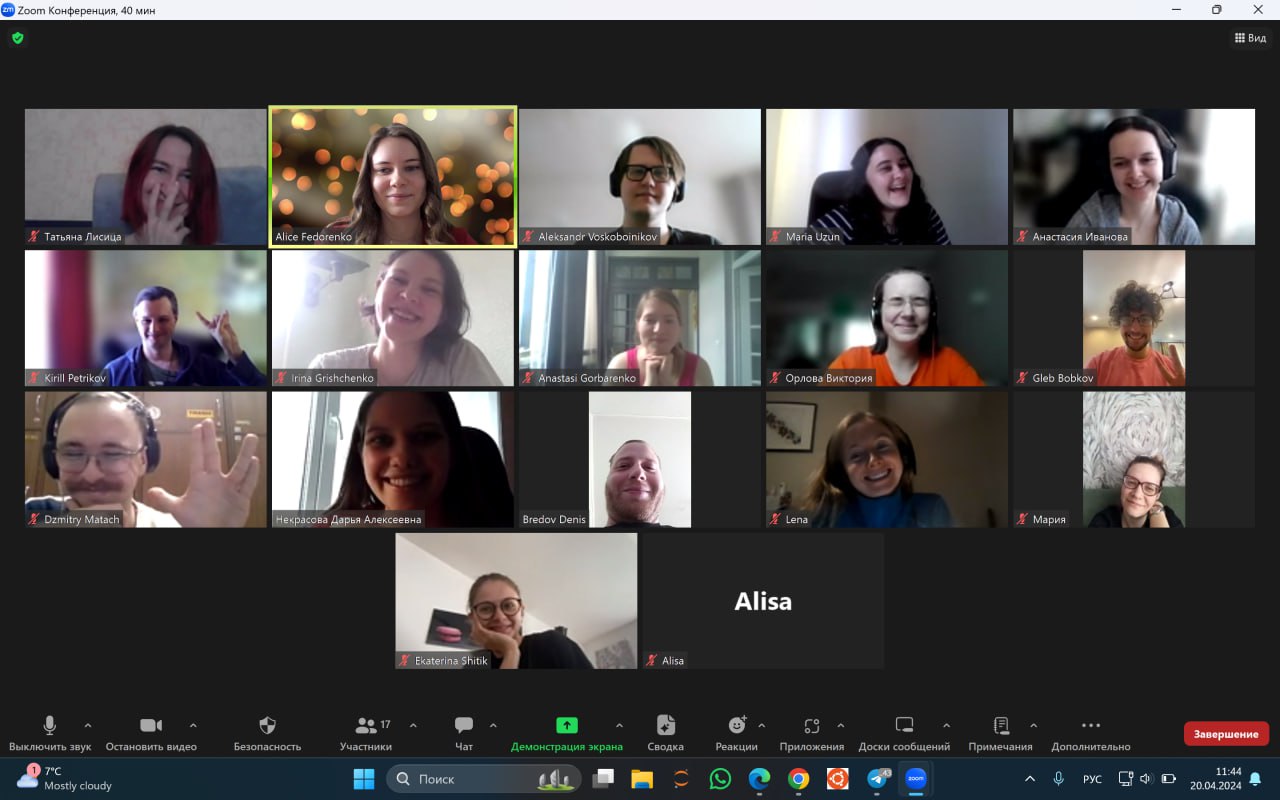 zm Zoom Конференция, 40 мин
Вид
Татьяна Лисица
Alice Fedorenko
Aleksandr Voskoboinikov
Maria Uzun
Анастасия Иванова
Kirill Petrikov
Irina Grishchenko
Anastasi Gorbarenko
Орлова Виктория
Gleb Bobkov
Dzmitry Matach
Некрасова Дарья Алексеевна
Bredov Denis
Lena
Мария
Ekaterina Shitik
Alisa
Alisa
17
Выключить звук
Остановить видео
Безопасность
Участники
Чат
Демонстрация экрана
Сводка
Реакции
Приложения
Доски сообщений
Примечания
Дополнительно
Завершение
1
7°C
Mostly cloudy
Поиск
43
zoom
РУС
11:44
20.04.2024